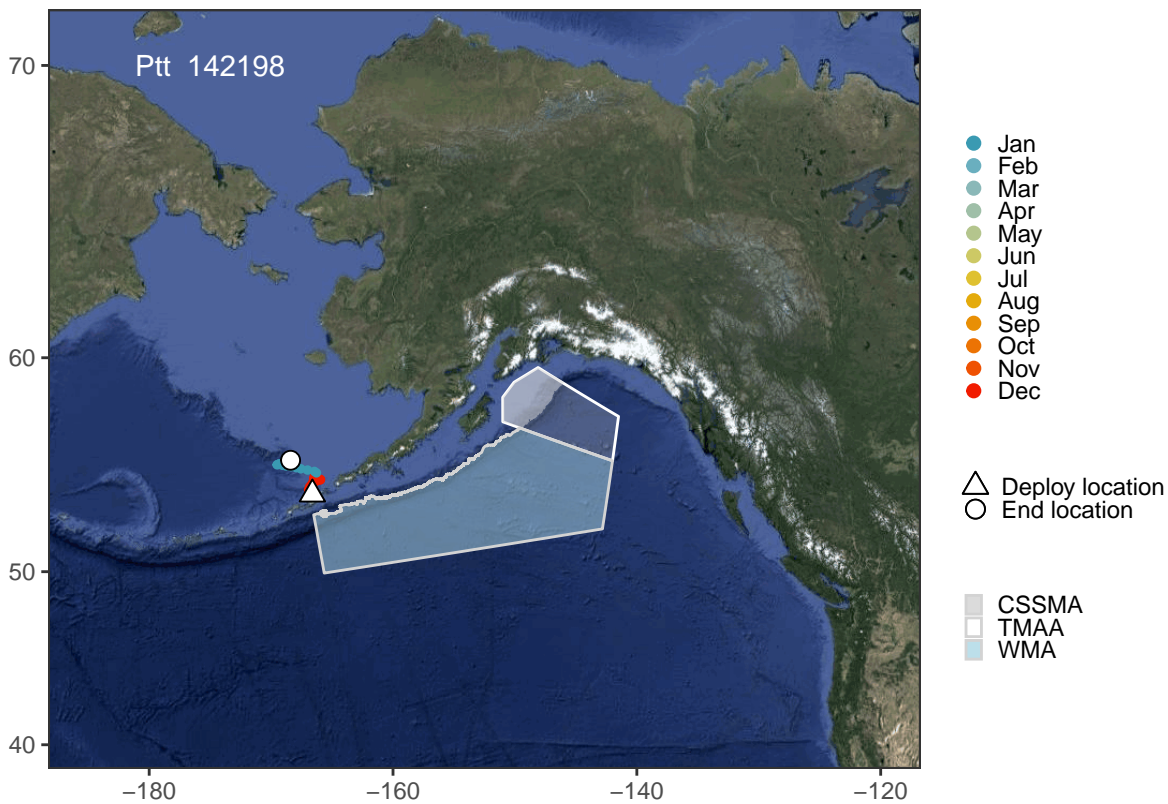 Ptt 142198
70
60
50
40
−180
−160
−140
−120
Jan
Feb
Mar
Apr
May
Jun
Jul
Aug
Sep
Oct
Nov
Dec
Deploy location
End location
CSSMA
TMAA
WMA